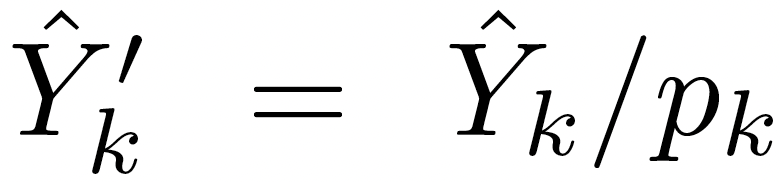 Ŷ′ₖ = Ŷₖ/pₖ